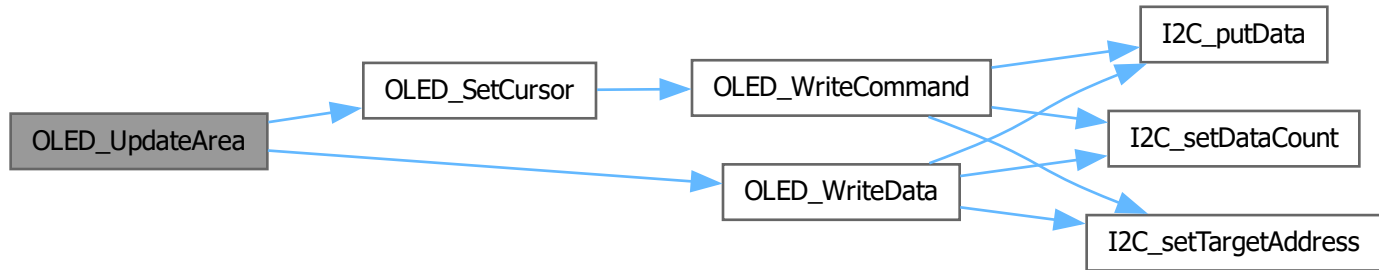 OLED_UpdateArea
OLED_SetCursor
OLED_WriteCommand
OLED_WriteData
I2C_putData
I2C_setDataCount
I2C_setTargetAddress